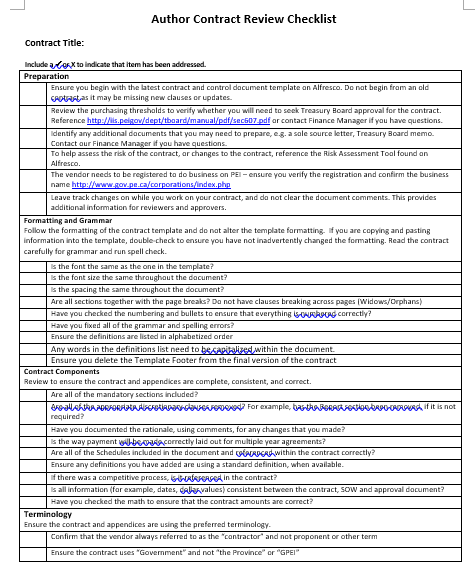 Author Contract Review Checklist
Contract Title:
Include a ✓ or X to indicate that item has been addressed.
Preparation
Ensure you begin with the latest contract and control document template on Alfresco. Do not begin from an old
contract as it may be missing new clauses or updates.
Review the purchasing thresholds to verify whether you will need to seek Treasury Board approval for the contract.
Reference http://iis.peigov/dept/tboard/manual/pdf/sec607.pdf or contact Finance Manager if you have questions.
Identify any additional documents that you may need to prepare, e.g. a sole source letter, Treasury Board memo.
Contact our Finance Manager if you have questions.
To help assess the risk of the contract, or changes to the contract, reference the Risk Assessment Tool found on
Alfresco.
The vendor needs to be registered to do business on PEI – ensure you verify the registration and confirm the business
name http://www.gov.pe.ca/corporations/index.php
Leave track changes on while you work on your contract, and do not clear the document comments. This provides
additional information for reviewers and approvers.
Formatting and Grammar
Follow the formatting of the contract template and do not alter the template formatting. If you are copying and pasting
information into the template, double-check to ensure you have not inadvertently changed the formatting. Read the contract
carefully for grammar and run spell check.
Is the font the same as the one in the template?
Is the font size the same throughout the document?
Is the spacing the same throughout the document?
Are all sections together with the page breaks? Do not have clauses breaking across pages (Widows/Orphans)
Have you checked the numbering and bullets to ensure that everything is numbered correctly?
Have you fixed all of the grammar and spelling errors?
Ensure the definitions are listed in alphabetized order
Any words in the definitions list need to be capitalized within the document.
Ensure you delete the Template Footer from the final version of the contract
Contract Components
Review to ensure the contract and appendices are complete, consistent, and correct.
Are all of the mandatory sections included?
Are all of the appropriate discretionary clauses removed? For example, has the Report section been removed, if it is not
required?
Have you documented the rationale, using comments, for any changes that you made?
Is the way payment will be made correctly laid out for multiple year agreements?
Are all of the Schedules included in the document and referenced within the contract correctly?
Ensure any definitions you have added are using a standard definition, when available.
If there was a competitive process, is it referenced in the contract?
Is all information (for example, dates, dollar values) consistent between the contract, SOW and approval document?
Have you checked the math to ensure that the contract amounts are correct?
Terminology
Ensure the contract and appendices are using the preferred terminology.
Confirm that the vendor always referred to as the “contractor” and not proponent or other term
Ensure the contract uses “Government” and not “the Province” or “GPEI”